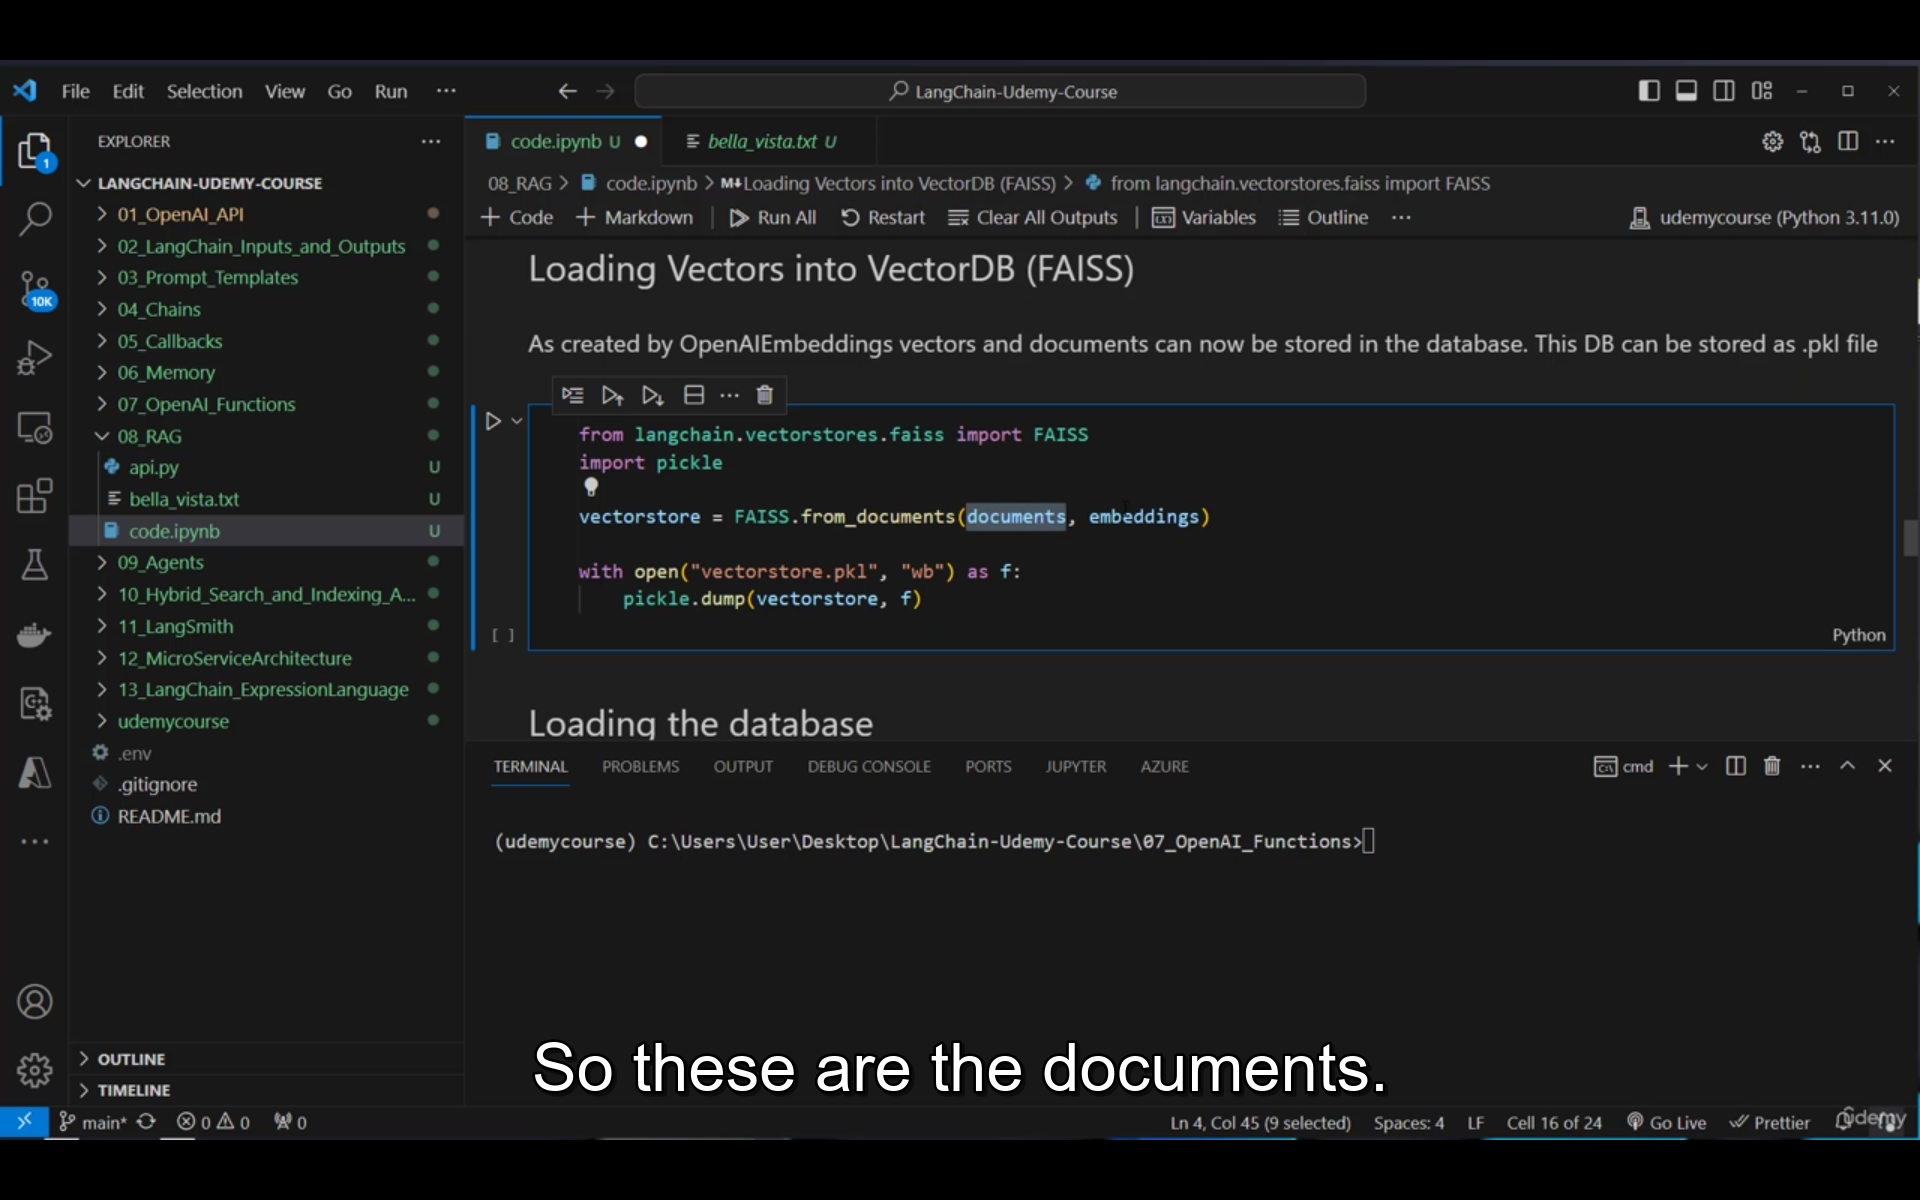 File Edit Selection View Go Run ···
LangChain-Udemy-Course
EXPLORER
LANGCHAIN-UDEMY-COURSE
01_OpenAI_API
02_LangChain_Inputs_and_Outputs
03_Prompt_Templates
04_Chains
05_Callbacks
06_Memory
07_OpenAI_Functions
08_RAG
api.py U
bella_vista.txt U
code.ipynb U
09_Agents
10_Hybrid_Search_and_Indexing_A...
11_LangSmith
12_MicroServiceArchitecture
13_LangChain_ExpressionLanguage
udemycourse
.env
.gitignore
README.md
OUTLINE
TIMELINE
1
10K
code.ipynb U
bella_vista.txt U
08_RAG > code.ipynb > M↓Loading Vectors into VectorDB (FAISS) > from langchain.vectorstores.faiss import FAISS
+ Code + Markdown | Run All Restart Clear All Outputs | Variables Outline ···
udemycourse (Python 3.11.0)
Loading Vectors into VectorDB (FAISS)
As created by OpenAIEmbeddings vectors and documents can now be stored in the database. This DB can be stored as .pkl file
from langchain.vectorstores.faiss import FAISS
import pickle
vectorstore = FAISS.from_documents(documents, embeddings)
with open("vectorstore.pkl", "wb") as f:
pickle.dump(vectorstore, f)
[ ]
Python
Loading the database
TERMINAL PROBLEMS OUTPUT DEBUG CONSOLE PORTS JUPYTER AZURE
cmd
(udemycourse) C:\Users\User\Desktop\LangChain-Udemy-Course\07_OpenAI_Functions>
So these are the documents.
main* 0 0 0
Ln 4, Col 45 (9 selected) Spaces: 4 LF Cell 16 of 24 Go Live Prettier
udemy